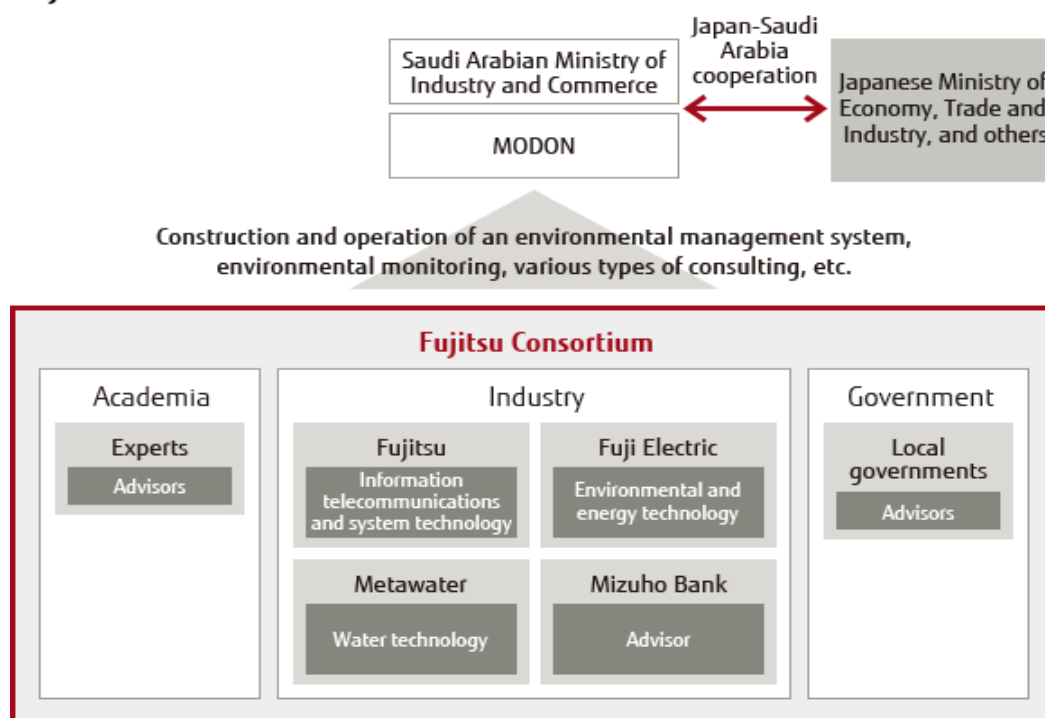 Japan-Saudi
Arabia
cooperation
Saudi Arabian Ministry of
Industry and Commerce
MODON
Japanese Ministry of
Economy, Trade and
Industry, and others
Construction and operation of an environmental management system,
environmental monitoring, various types of consulting, etc.
Fujitsu Consortium
Academia
Experts
Advisors
Industry
Fujitsu
Information
telecommunications
and system technology
Fuji Electric
Environmental and
energy technology
Metawater
Water technology
Mizuho Bank
Advisor
Government
Local
governments
Advisors